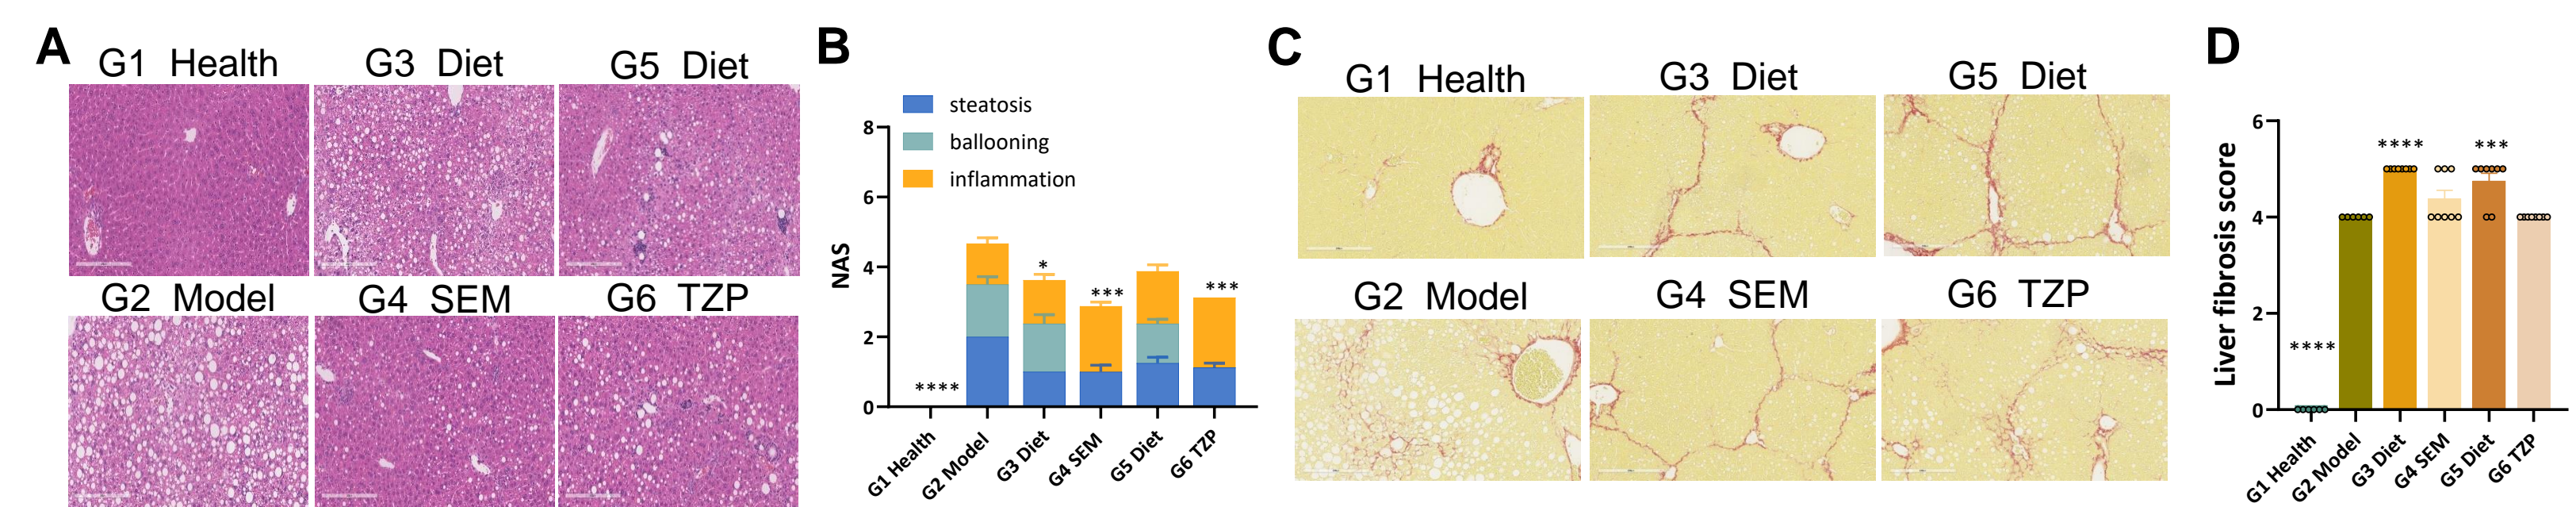 A
G1 Health
G3 Diet
G5 Diet
G2 Model
G4 SEM
G6 TZP
B
steatosis
ballooning
inflammation
NAS
8
6
4
2
0
****
*
***
***
G1 Health
G2 Model
G3 Diet
G4 SEM
G5 Diet
G6 TZP
C
G1 Health
G3 Diet
G5 Diet
G2 Model
G4 SEM
G6 TZP
D
Liver fibrosis score
6
4
2
0
****
****
***
G1 Health
G2 Model
G3 Diet
G4 SEM
G5 Diet
G6 TZP